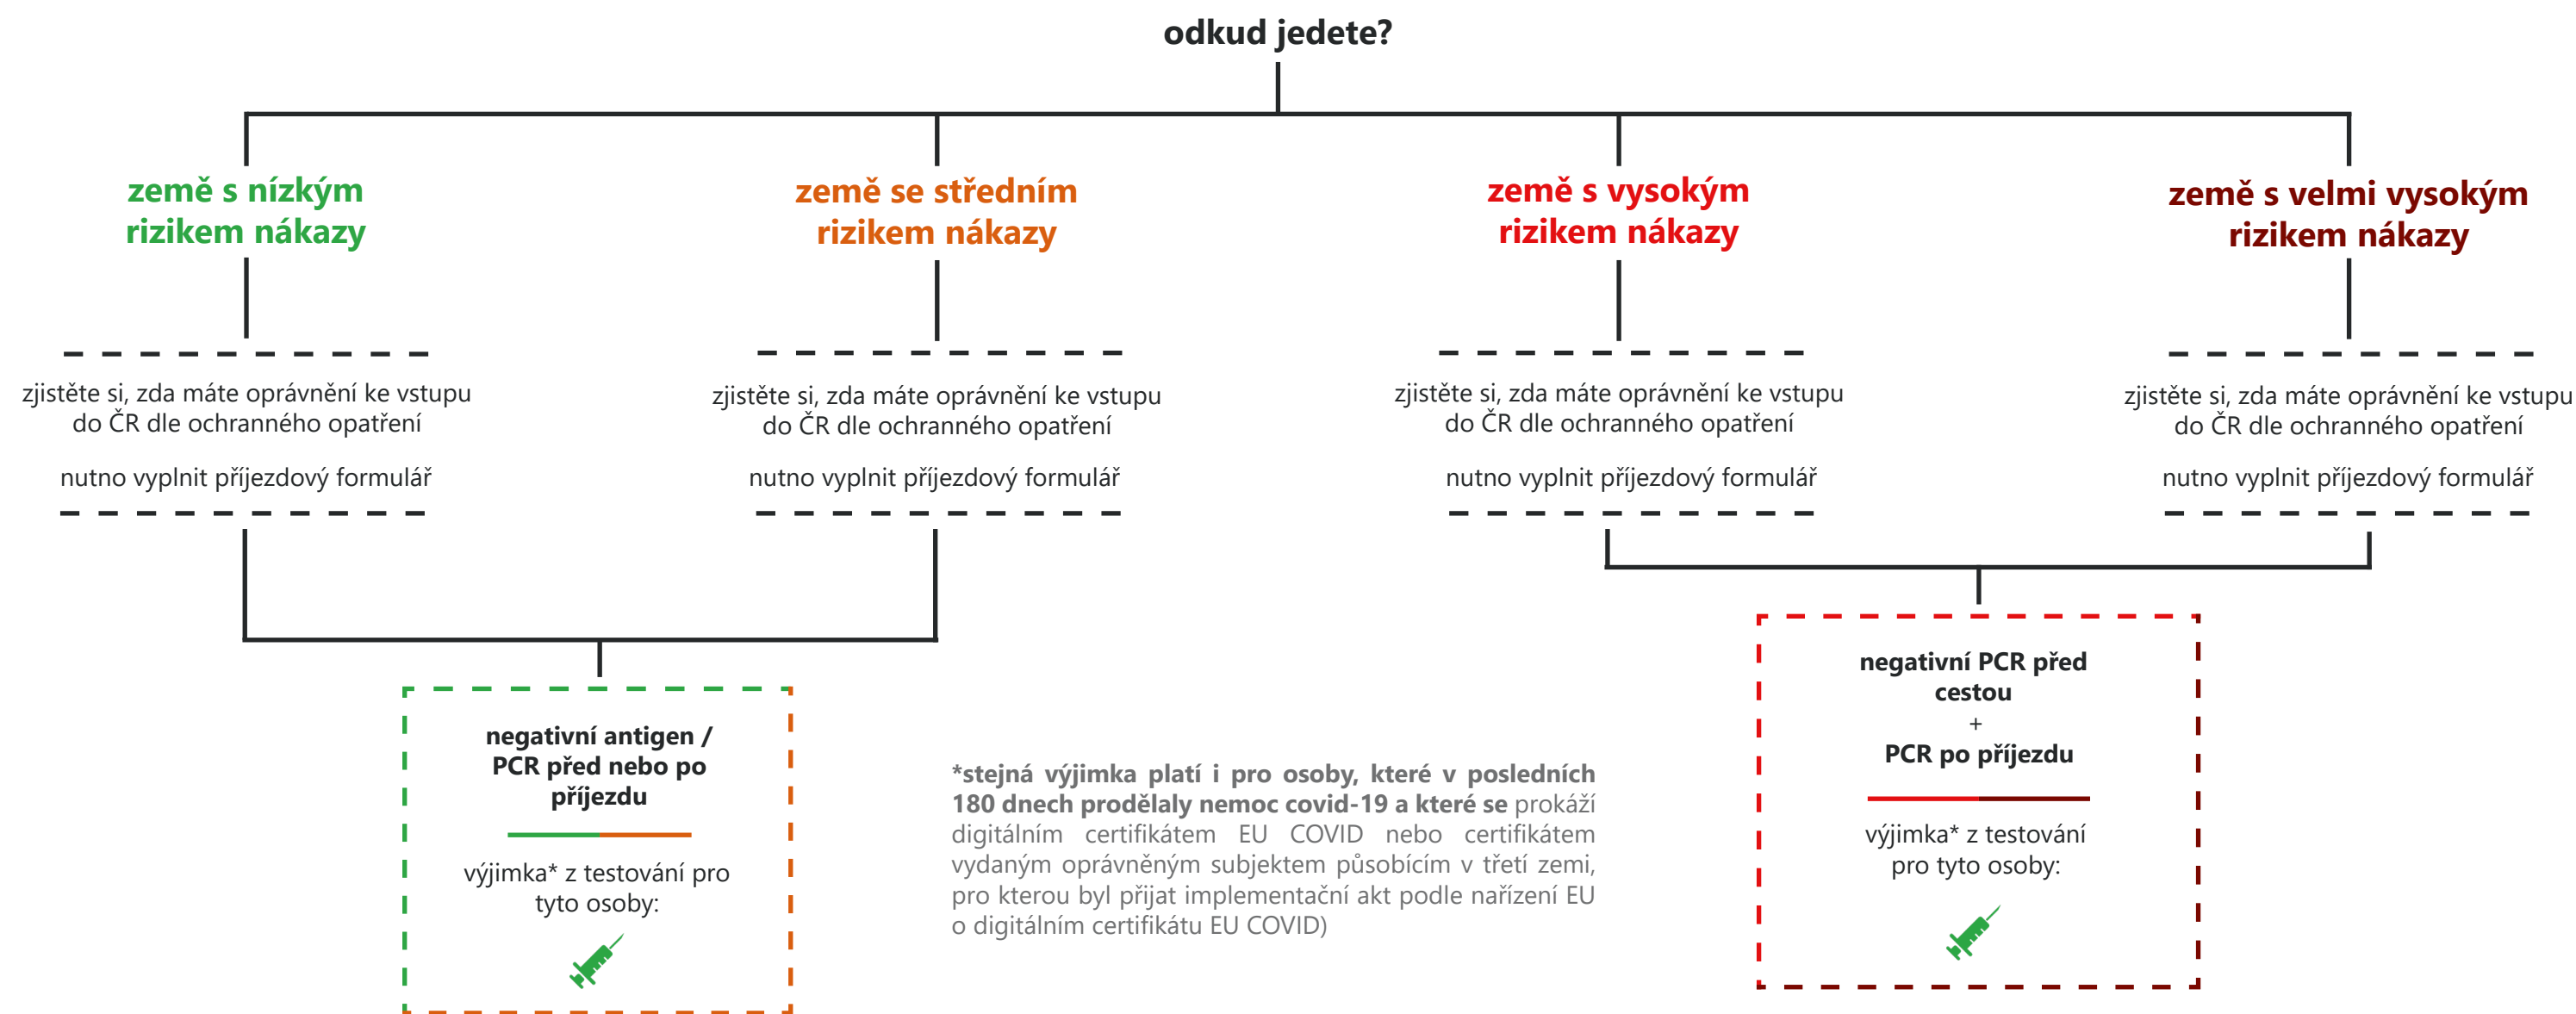 odkud jedete?
země s nízkým
rizikem nákazy
země se středním
rizikem nákazy
země s vysokým
rizikem nákazy
země s velmi vysokým
rizikem nákazy
zjistěte si, zda máte oprávnění ke vstupu
do ČR dle ochranného opatření
nutno vyplnit příjezdový formulář
zjistěte si, zda máte oprávnění ke vstupu
do ČR dle ochranného opatření
nutno vyplnit příjezdový formulář
zjistěte si, zda máte oprávnění ke vstupu
do ČR dle ochranného opatření
nutno vyplnit příjezdový formulář
zjistěte si, zda máte oprávnění ke vstupu
do ČR dle ochranného opatření
nutno vyplnit příjezdový formulář
negativní antigen /
PCR před nebo po
příjezdu
výjimka* z testování pro
tyto osoby:
*stejná výjimka platí i pro osoby, které v posledních
180 dnech prodělaly nemoc covid-19 a které se prokáží
digitálním certifikátem EU COVID nebo certifikátem
vydaným oprávněným subjektem působícím v třetí zemi,
pro kterou byl přijat implementační akt podle nařízení EU
o digitálním certifikátu EU COVID)
negativní PCR před
cestou
+
PCR po příjezdu
výjimka* z testování
pro tyto osoby: